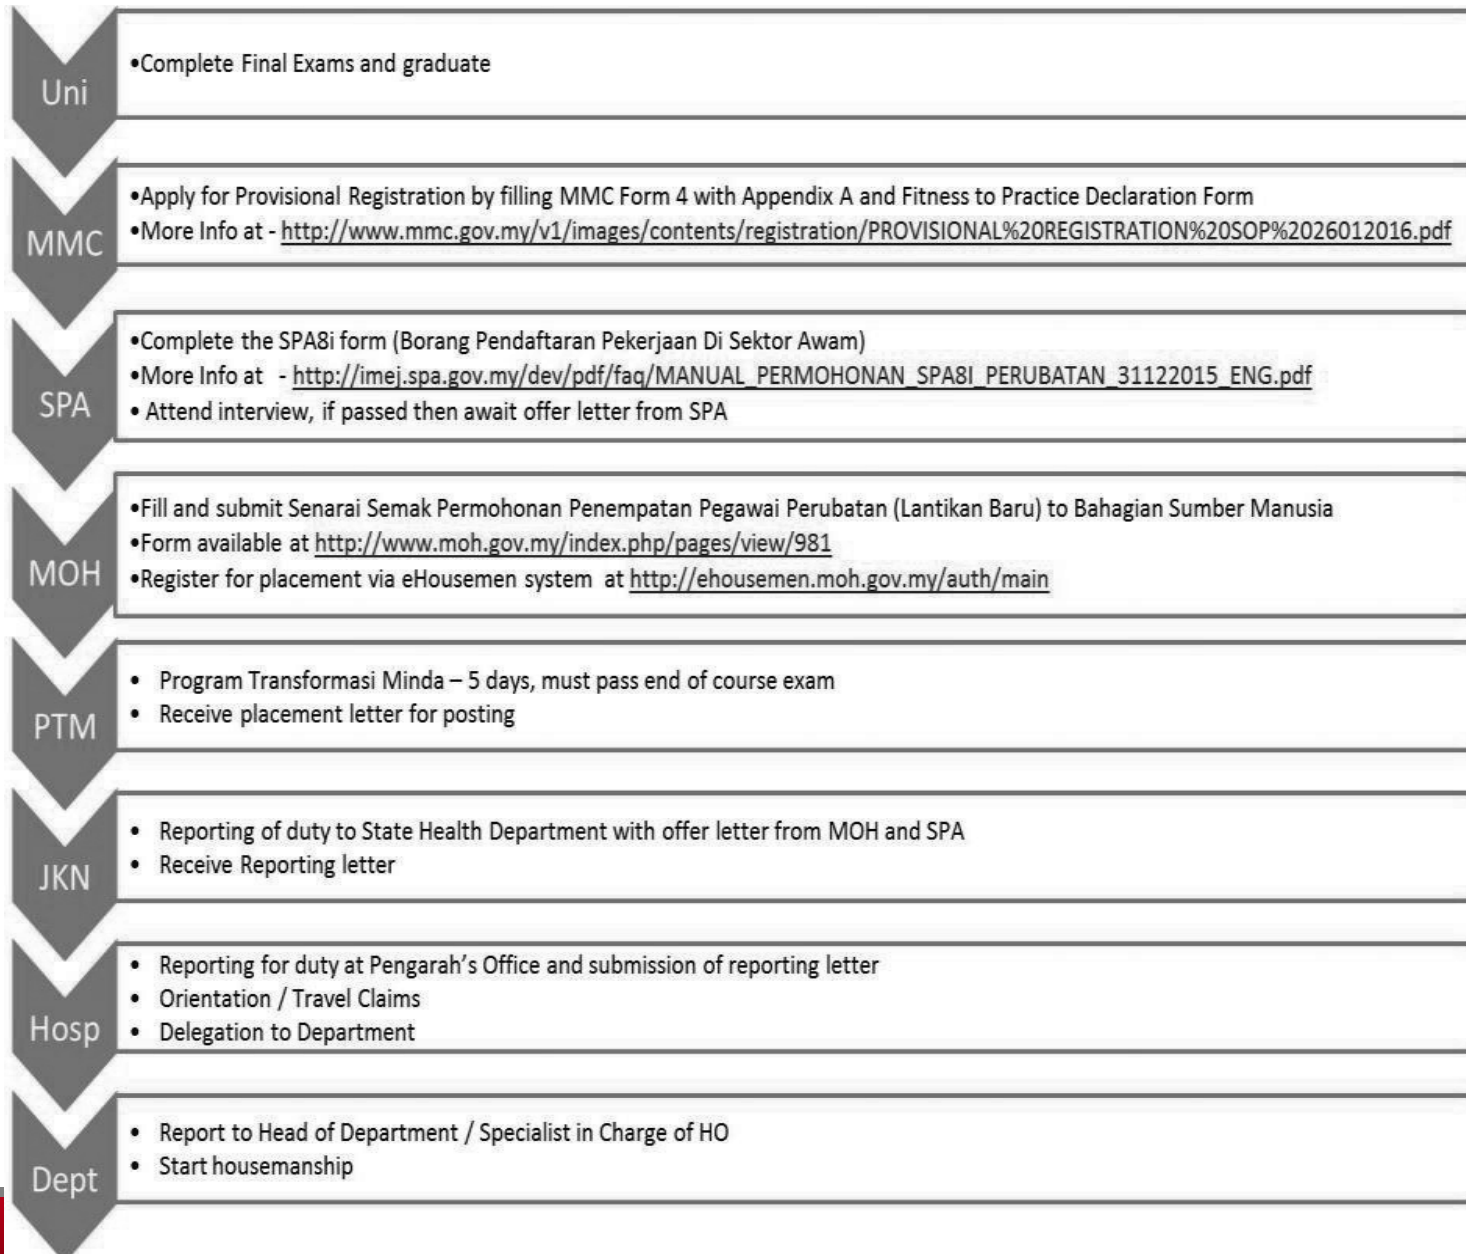 Uni
•Complete Final Exams and graduate
MMC
•Apply for Provisional Registration by filling MMC Form 4 with Appendix A and Fitness to Practice Declaration Form
•More Info at - http://www.mmc.gov.my/v1/images/contents/registration/PROVISIONAL%20REGISTRATION%20SOP%2026012016.pdf
SPA
•Complete the SPA8i form (Borang Pendaftaran Pekerjaan Di Sektor Awam)
•More Info at - http://imej.spa.gov.my/dev/pdf/faq/MANUAL_PERMOHONAN_SPA8I_PERUBATAN_31122015_ENG.pdf
• Attend interview, if passed then await offer letter from SPA
MOH
•Fill and submit Senarai Semak Permohonan Penempatan Pegawai Perubatan (Lantikan Baru) to Bahagian Sumber Manusia
•Form available at http://www.moh.gov.my/index.php/pages/view/981
•Register for placement via eHousemen system at http://ehousemen.moh.gov.my/auth/main
PTM
• Program Transformasi Minda – 5 days, must pass end of course exam
• Receive placement letter for posting
JKN
• Reporting of duty to State Health Department with offer letter from MOH and SPA
• Receive Reporting letter
Hosp
• Reporting for duty at Pengarah's Office and submission of reporting letter
• Orientation / Travel Claims
• Delegation to Department
Dept
• Report to Head of Department / Specialist in Charge of HO
• Start housemanship